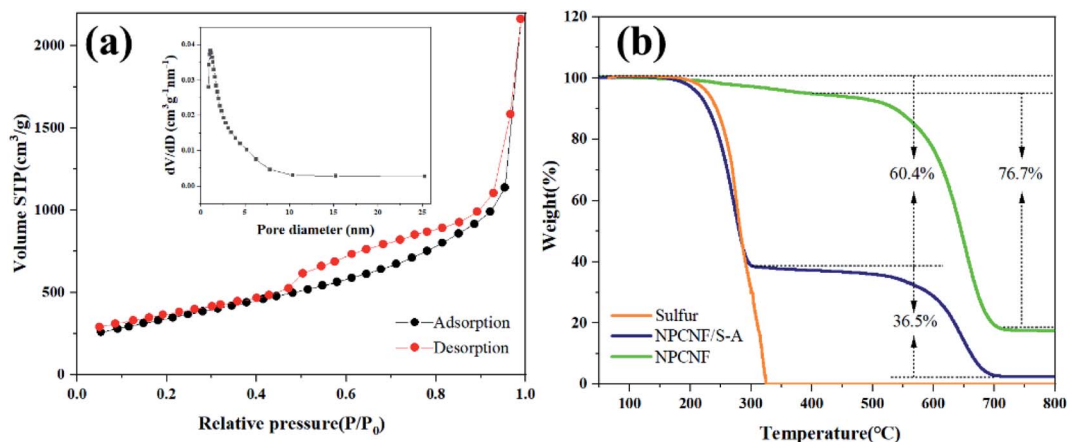 (a)
Volume STP(cm³/g)
2000
1500
1000
500
0
0.0 0.2 0.4 0.6 0.8 1.0
Relative pressure(P/P₀)
dV/dD (cm³g⁻¹nm⁻¹)
0.04
0.03
0.02
0.01
0.00
0 5 10 15 20 25
Pore diameter (nm)
Adsorption
Desorption
(b)
Weight(%)
120
100
80
60
40
20
0
100 200 300 400 500 600 700 800
Temperature(°C)
60.4%
76.7%
36.5%
Sulfur
NPCNF/S-A
NPCNF